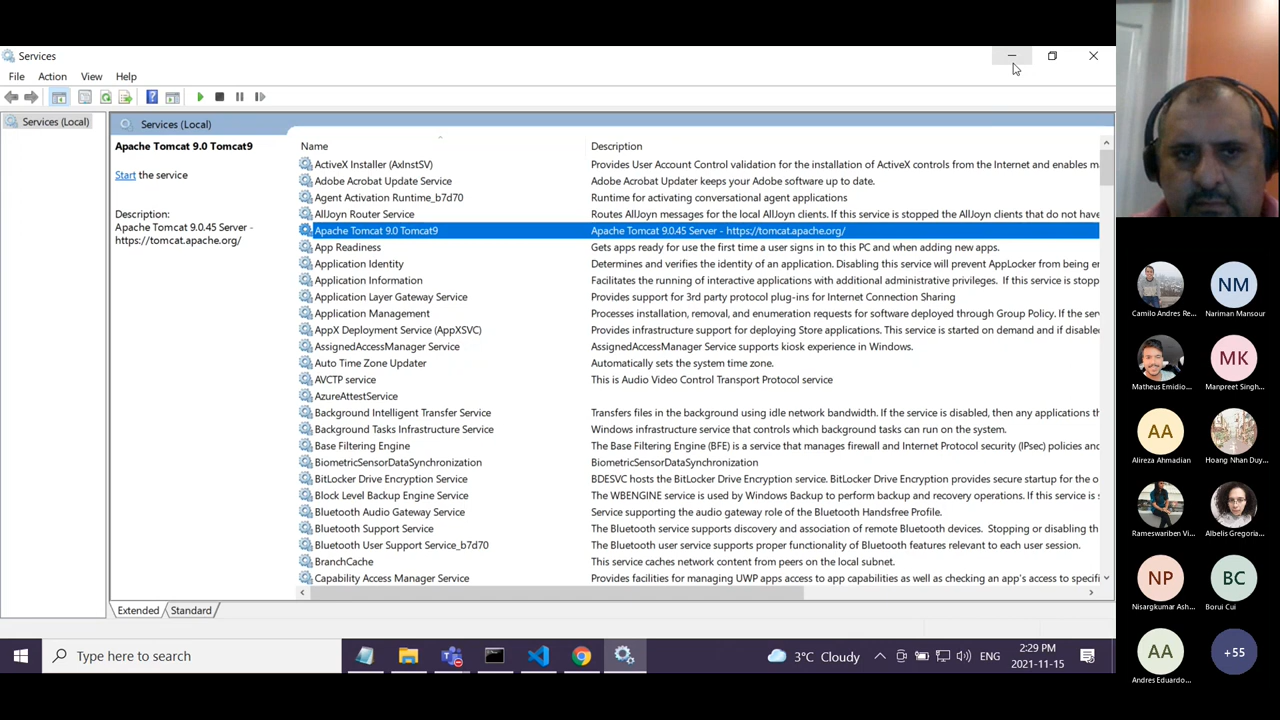 Services
File Action View Help
Services (Local)
Services (Local)
Apache Tomcat 9.0 Tomcat9
Start the service
Description:
Apache Tomcat 9.0.45 Server -
https://tomcat.apache.org/
Name Description
ActiveX Installer (AxInstSV) Provides User Account Control validation for the installation of ActiveX controls from the Internet and enables m
Adobe Acrobat Update Service Adobe Acrobat Updater keeps your Adobe software up to date.
Agent Activation Runtime_b7d70 Runtime for activating conversational agent applications
AllJoyn Router Service Routes AllJoyn messages for the local AllJoyn clients. If this service is stopped the AllJoyn clients that do not have
Apache Tomcat 9.0 Tomcat9 Apache Tomcat 9.0.45 Server - https://tomcat.apache.org/
App Readiness Gets apps ready for use the first time a user signs in to this PC and when adding new apps.
Application Identity Determines and verifies the identity of an application. Disabling this service will prevent AppLocker from being en
Application Information Facilitates the running of interactive applications with additional administrative privileges. If this service is stopp
Application Layer Gateway Service Provides support for 3rd party protocol plug-ins for Internet Connection Sharing
Application Management Processes installation, removal, and enumeration requests for software deployed through Group Policy. If the serv
AppX Deployment Service (AppXSVC) Provides infrastructure support for deploying Store applications. This service is started on demand and if disable
AssignedAccessManager Service AssignedAccessManager Service supports kiosk experience in Windows.
Auto Time Zone Updater Automatically sets the system time zone.
AVCTP service This is Audio Video Control Transport Protocol service
AzureAttestService
Background Intelligent Transfer Service Transfers files in the background using idle network bandwidth. If the service is disabled, then any applications th
Background Tasks Infrastructure Service Windows infrastructure service that controls which background tasks can run on the system.
Base Filtering Engine The Base Filtering Engine (BFE) is a service that manages firewall and Internet Protocol security (IPsec) policies and
BiometricSensorDataSynchronization BiometricSensorDataSynchronization
BitLocker Drive Encryption Service BDESVC hosts the BitLocker Drive Encryption service. BitLocker Drive Encryption provides secure startup for the o
Block Level Backup Engine Service The WBENGINE service is used by Windows Backup to perform backup and recovery operations. If this service is s
Bluetooth Audio Gateway Service Service supporting the audio gateway role of the Bluetooth Handsfree Profile.
Bluetooth Support Service The Bluetooth service supports discovery and association of remote Bluetooth devices. Stopping or disabling th
Bluetooth User Support Service_b7d70 The Bluetooth user service supports proper functionality of Bluetooth features relevant to each user session.
BranchCache This service caches network content from peers on the local subnet.
Capability Access Manager Service Provides facilities for managing UWP apps access to app capabilities as well as checking an app's access to specifi
Extended Standard
Type here to search
3°C Cloudy
ENG
2:29 PM
2021-11-15
NM
Camilo Andres Re... Nariman Mansour
MK
Matheus Emidio... Manpreet Singh...
AA
Alireza Ahmadian Hoang Nhan Duy...
Rameswariben Vi... Albelis Gregoria...
NP BC
Nisargkumar Ash... Borui Cui
AA +55
Andres Eduardo...